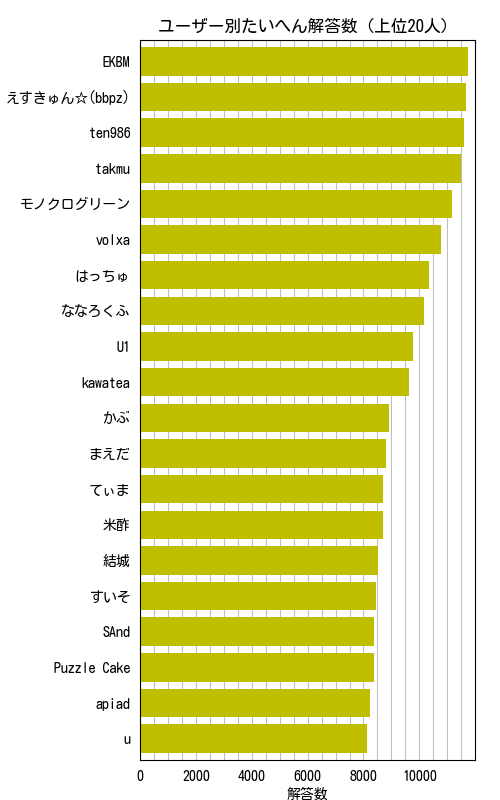 ユーザー別たいへん解答数（上位20人）
EKBM
えすきゅん☆(bbpz)
ten986
takmu
モノクログリーン
volxa
はっちゅ
ななろくふ
U1
kawatea
かぶ
まえだ
てぃま
米酢
結城
すいそ
SAnd
Puzzle Cake
apiad
u
0 2000 4000 6000 8000 10000
解答数